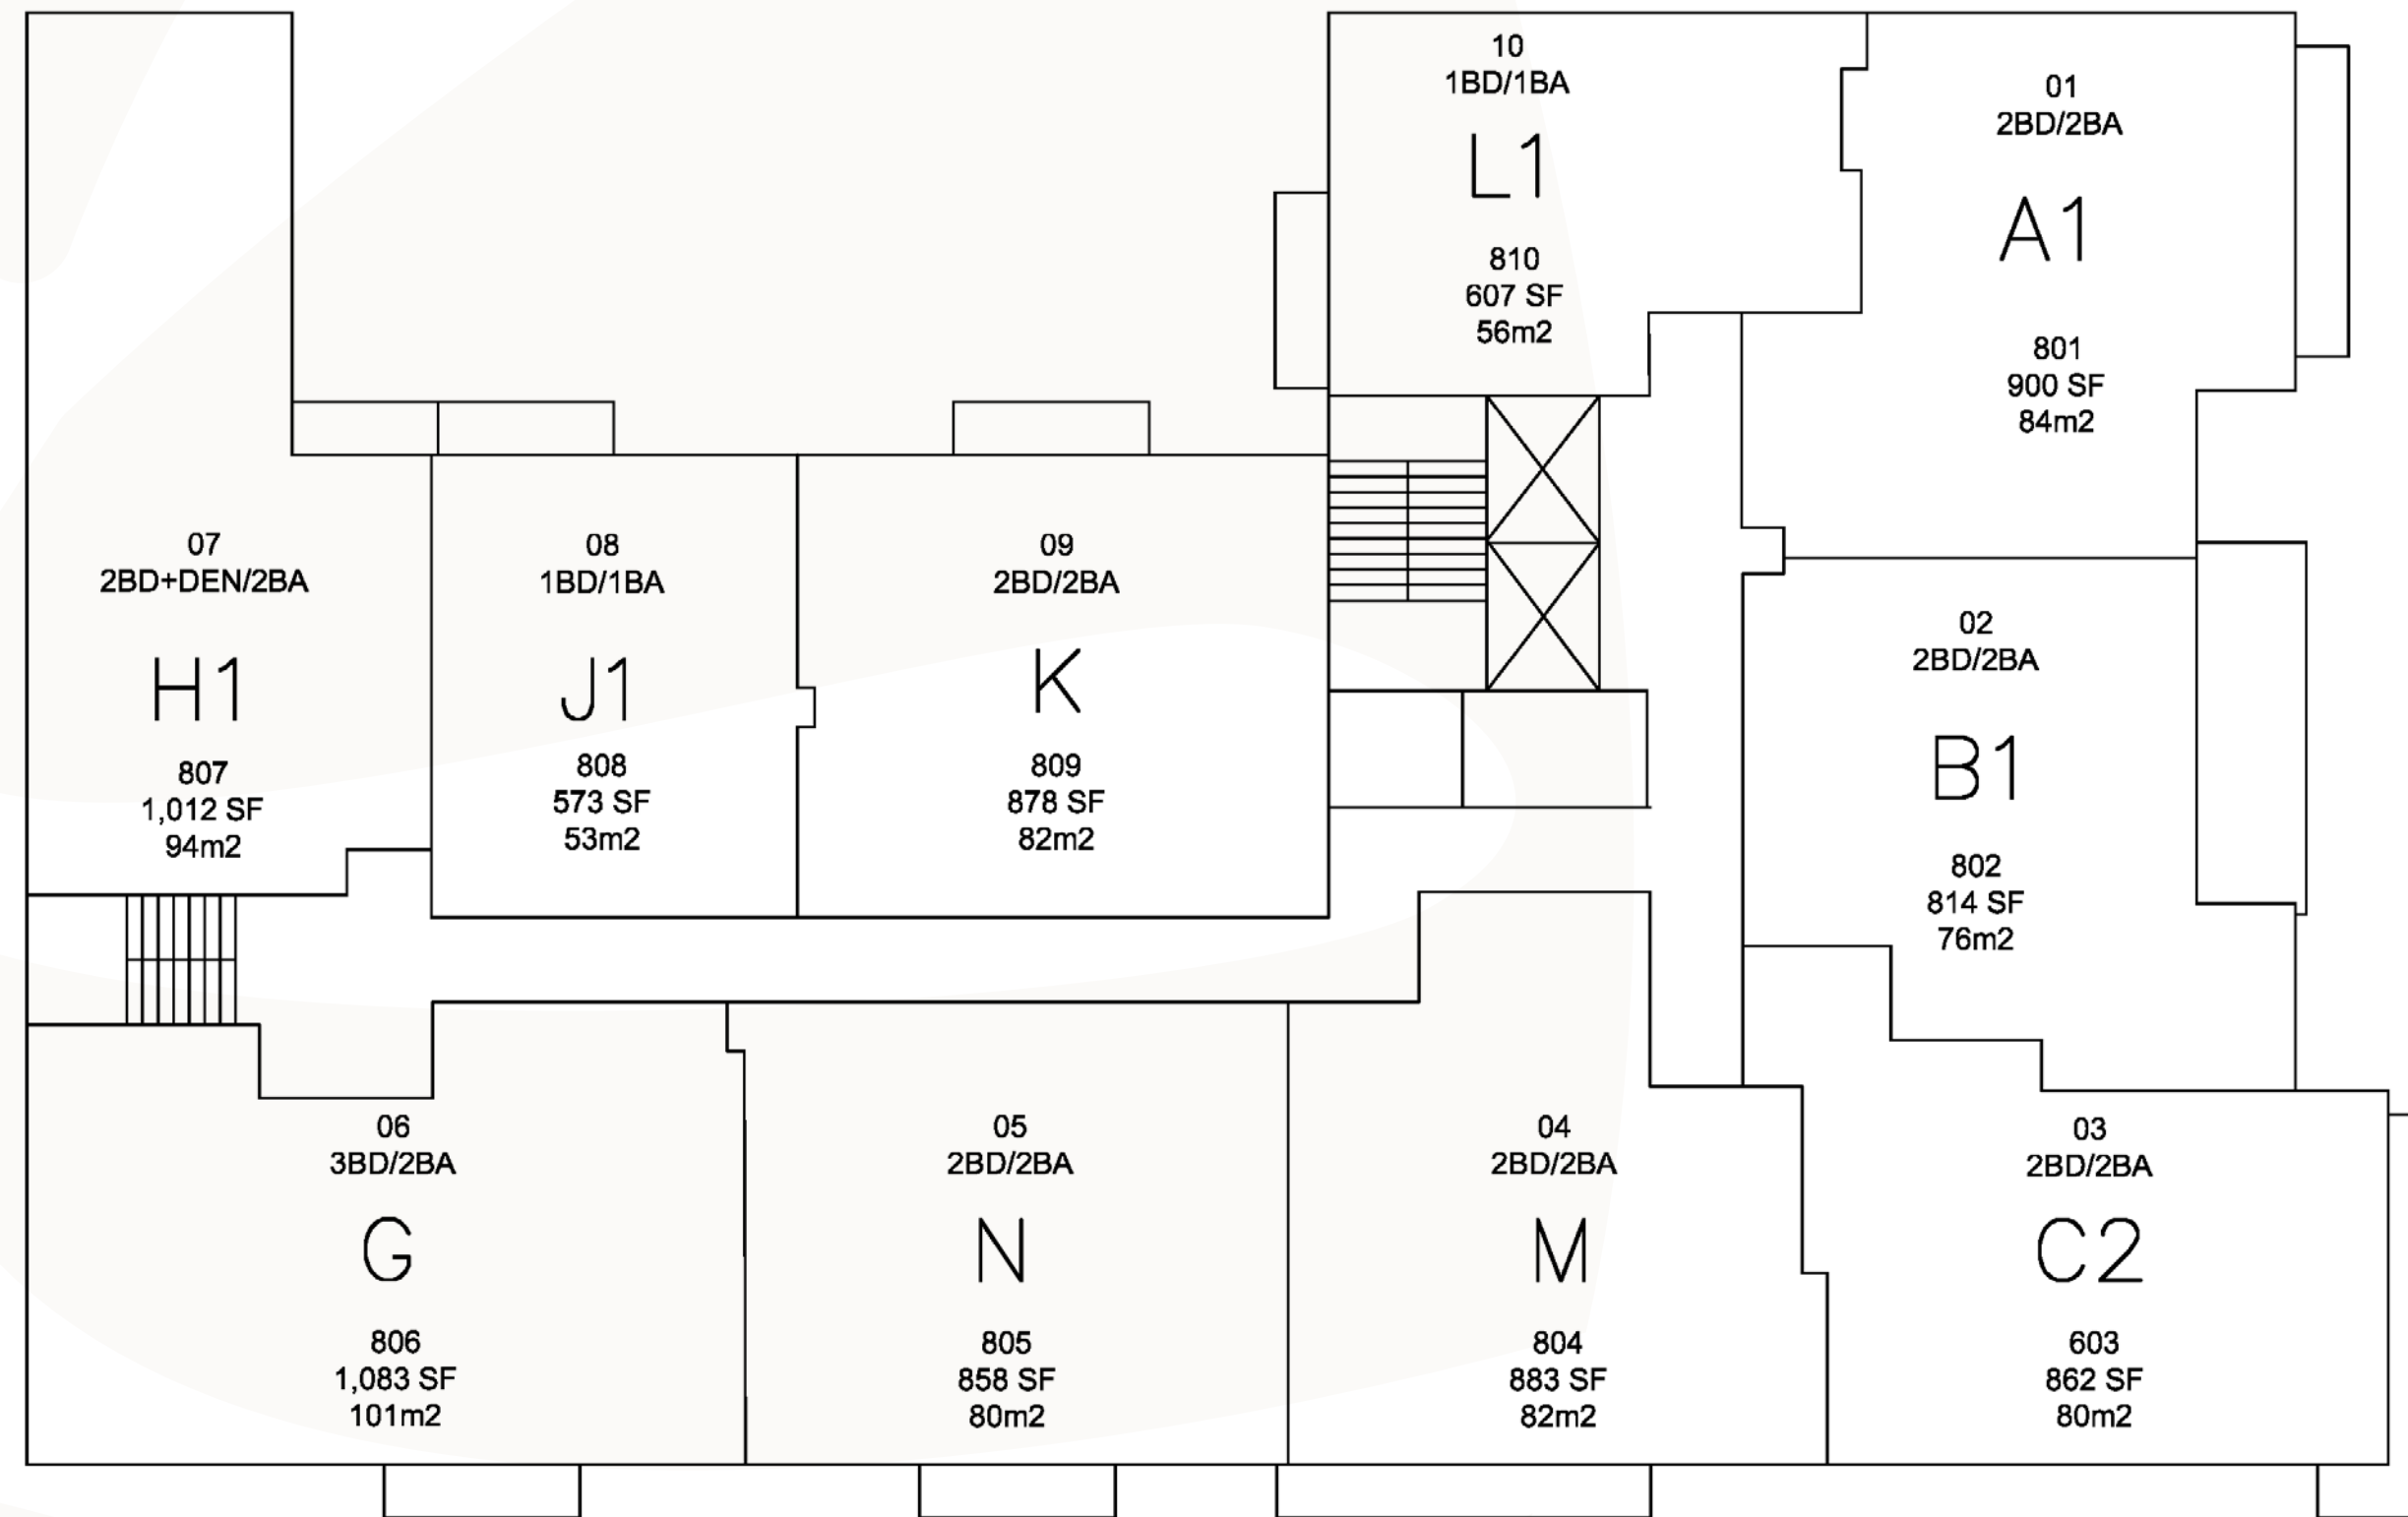 10
1BD/1BA
L1
810
607 SF
56m2
01
2BD/2BA
A1
801
900 SF
84m2
07
2BD+DEN/2BA
H1
807
1,012 SF
94m2
08
1BD/1BA
J1
808
573 SF
53m2
09
2BD/2BA
K
809
878 SF
82m2
02
2BD/2BA
B1
802
814 SF
76m2
06
3BD/2BA
G
806
1,083 SF
101m2
05
2BD/2BA
N
805
858 SF
80m2
04
2BD/2BA
M
804
883 SF
82m2
03
2BD/2BA
C2
603
862 SF
80m2